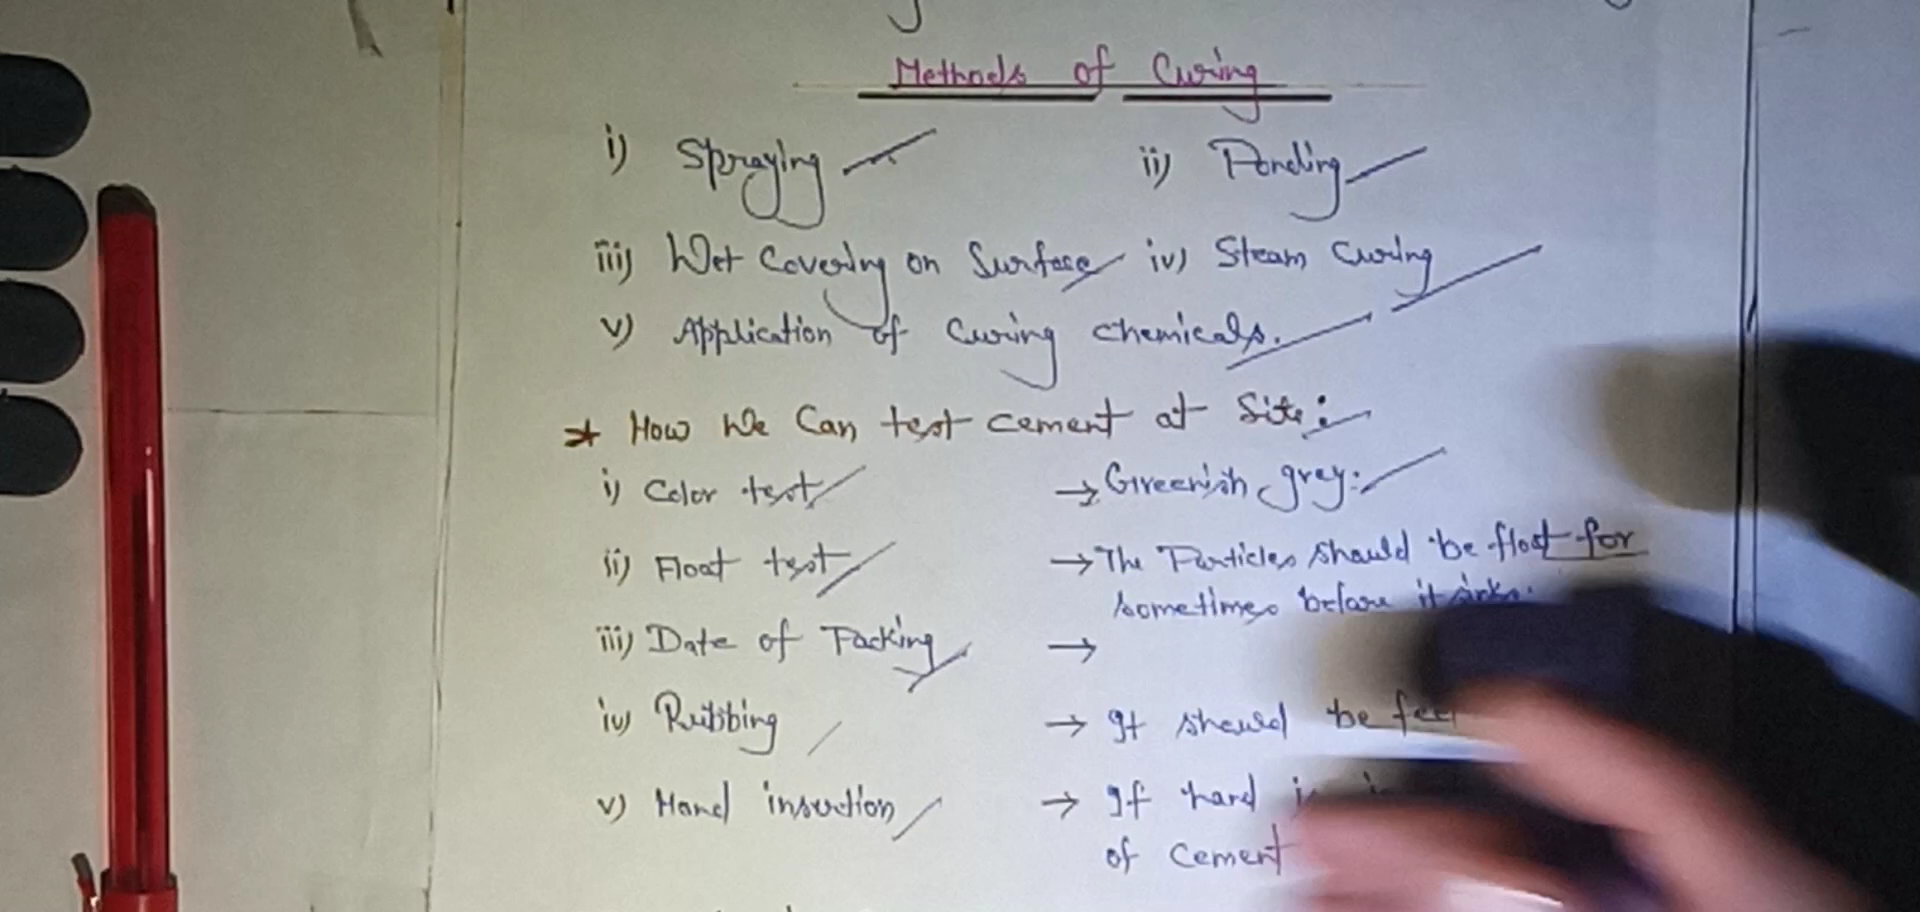 Methods of Curing
i) Spraying ii) Ponding
iii) Wet Covering on Surface iv) Steam Curing
v) Application of Curing chemicals.
* How We Can test cement at Site:
i) Color test → Greenish grey.
ii) Float test → The Particles should be float for
sometimes before it sinks.
iii) Date of Packing →
iv) Rubbing → It should be
v) Hand insertion → If hand
of cement